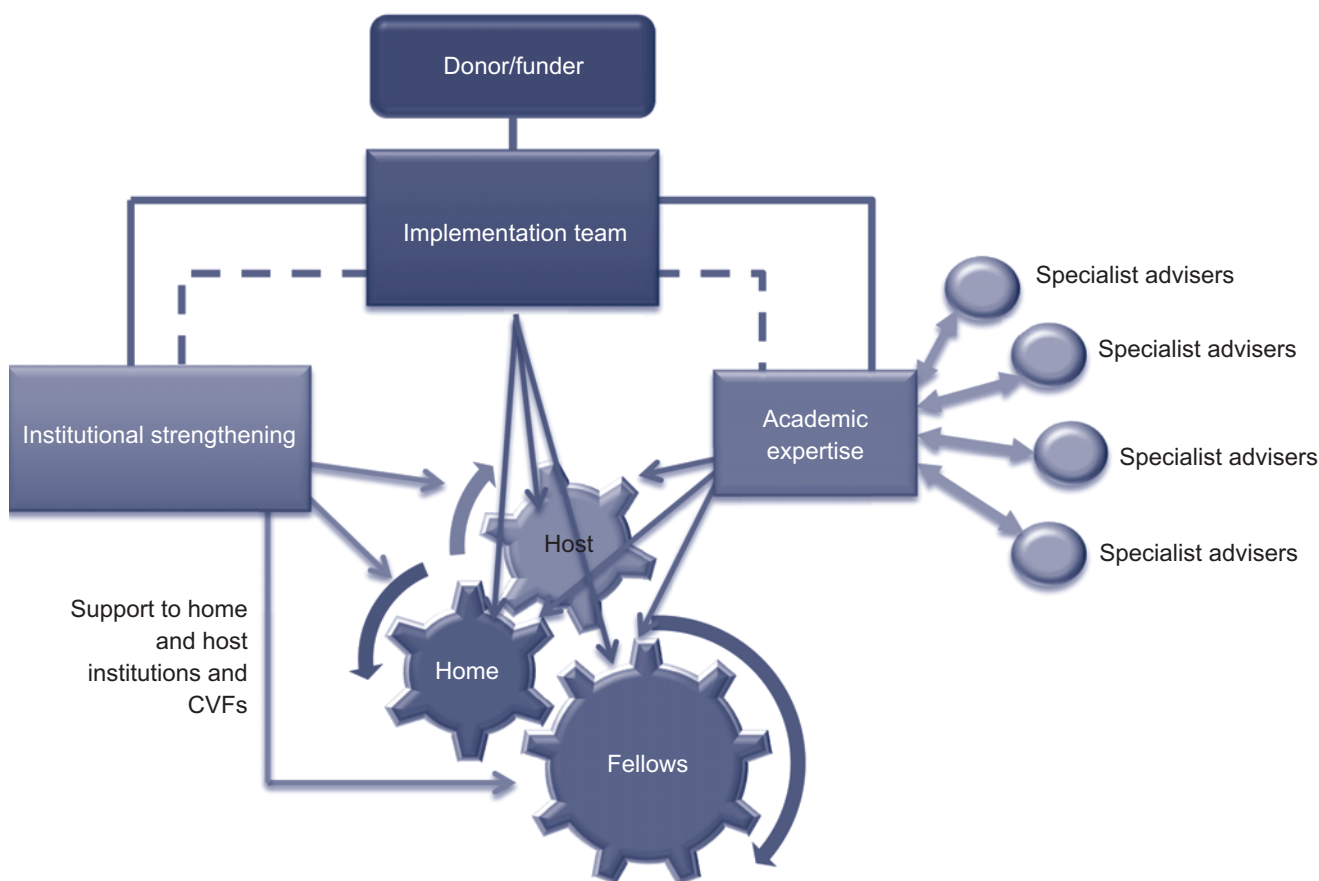 Donor/funder
Implementation team
Specialist advisers
Specialist advisers
Institutional strengthening
Academic
expertise
Specialist advisers
Specialist advisers
Host
Support to home
and host
institutions and
CVFs
Home
Fellows